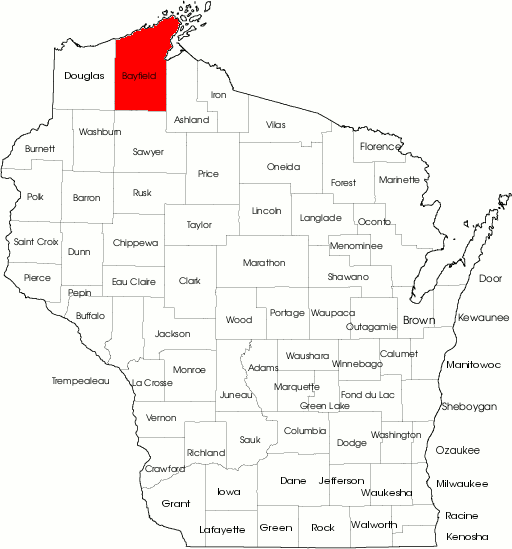 Douglas
Bayfield
Iron
Ashland
Vilas
Washburn
Burnett
Sawyer
Florence
Price
Oneida
Forest
Marinette
Polk
Barron
Rusk
Lincoln
Langlade
Oconto
Taylor
Saint Croix
Dunn
Chippewa
Menominee
Marathon
Shawano
Pierce
Eau Claire
Clark
Door
Pepin
Buffalo
Wood
Portage
Waupaca
Outagamie
Brown
Kewaunee
Jackson
Waushara
Winnebago
Calumet
Manitowoc
Monroe
Adams
Trempealeau
La Crosse
Marquette
Juneau
Green Lake
Fond du Lac
Sheboygan
Vernon
Sauk
Columbia
Dodge
Washington
Ozaukee
Richland
Crawford
Dane
Jefferson
Waukesha
Milwaukee
Grant
Iowa
Lafayette
Green
Rock
Walworth
Racine
Kenosha